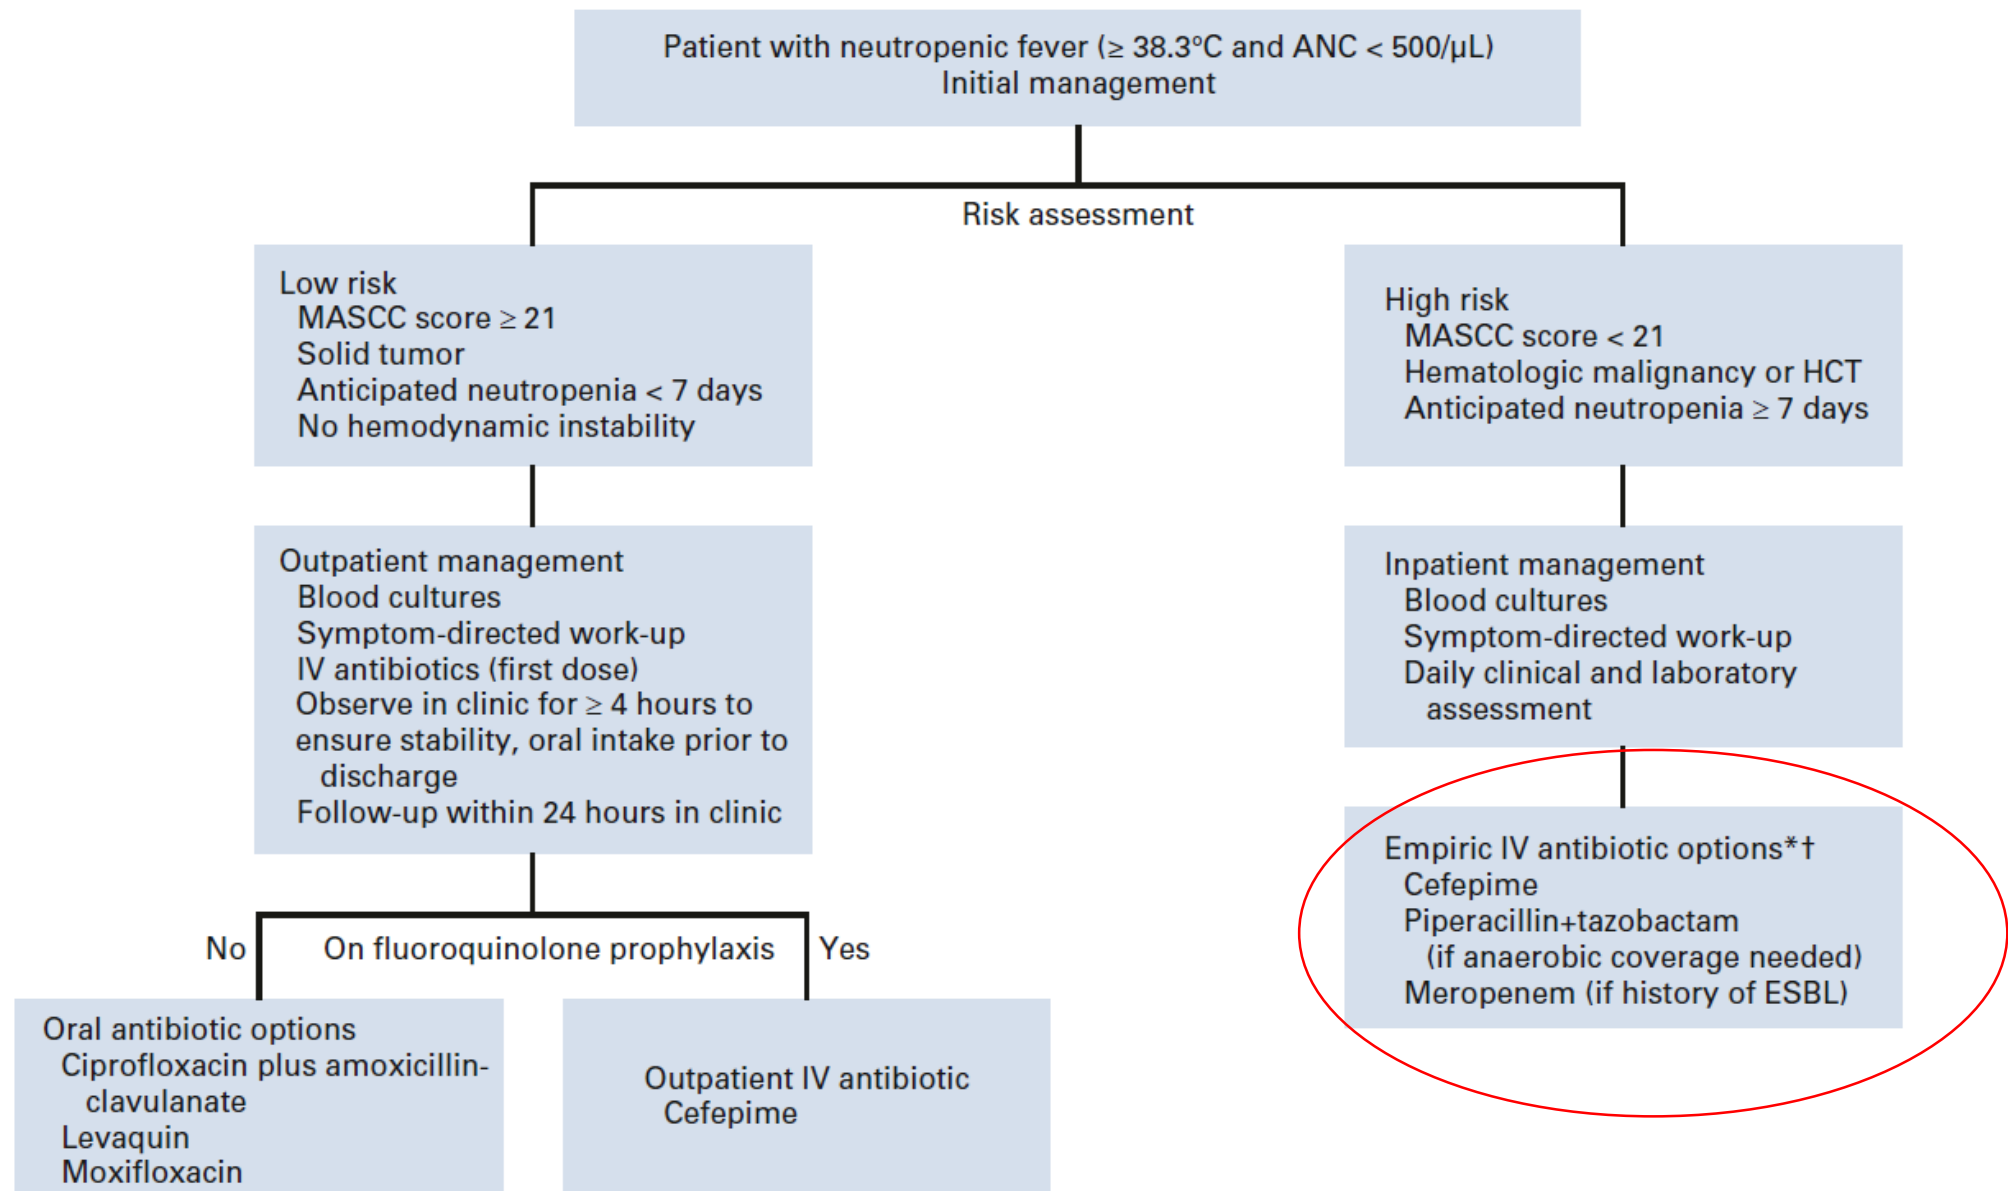 Patient with neutropenic fever (≥ 38.3°C and ANC < 500/µL)
Initial management
Risk assessment
Low risk
MASCC score ≥ 21
Solid tumor
Anticipated neutropenia < 7 days
No hemodynamic instability
High risk
MASCC score < 21
Hematologic malignancy or HCT
Anticipated neutropenia ≥ 7 days
Outpatient management
Blood cultures
Symptom-directed work-up
IV antibiotics (first dose)
Observe in clinic for ≥ 4 hours to
ensure stability, oral intake prior to
discharge
Follow-up within 24 hours in clinic
Inpatient management
Blood cultures
Symptom-directed work-up
Daily clinical and laboratory
assessment
Empiric IV antibiotic options*†
Cefepime
Piperacillin+tazobactam
(if anaerobic coverage needed)
Meropenem (if history of ESBL)
No On fluoroquinolone prophylaxis Yes
Oral antibiotic options
Ciprofloxacin plus amoxicillin-
clavulanate
Levaquin
Moxifloxacin
Outpatient IV antibiotic
Cefepime